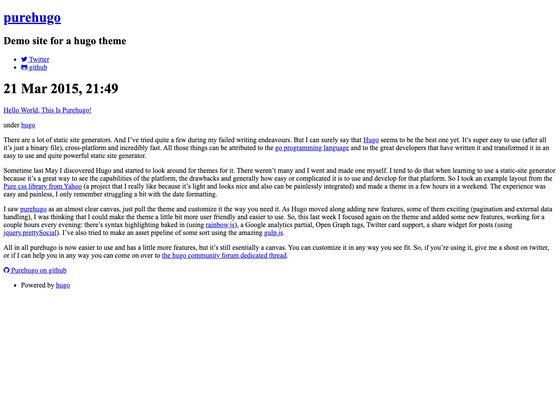 purehugo
Demo site for a hugo theme
Twitter
github
21 Mar 2015, 21:49
Hello World, This Is Purehugo!
under hugo
There are a lot of static site generators. And I've tried quite a few during my failed writing endeavours. But I can surely say that Hugo seems to be the best one yet. It's super easy to use (after all
it's just a binary file), cross-platform and incredibly fast. All those things can be attributed to the go programming language and to the great developers that have written it and transformed it in an
easy to use and quite powerful static site generator.
Sometime last May I discovered Hugo and started to look around for themes for it. There weren't many and I went and made one myself. I tend to do that when learning to use a static-site generator
because it's a great way to see the capabilities of the platform, the drawbacks and generally how easy or complicated it is to use and develop for that platform. So I took an example layout from the
Pure css library from Yahoo (a project that I really like because it's light and looks nice and also can be painlessly integrated) and made a theme in a few hours in a weekend. The experience was
easy and painless, I only remember struggling a bit with the date formatting.
I saw purehugo as an almost clear canvas, just pull the theme and customize it the way you need it. As Hugo moved along adding new features, some of them exciting (pagination and external data
handling), I was thinking that I could make the theme a little bit more user friendly and easier to use. So, this last week I focused again on the theme and added some new features, working for a
couple hours every evening: there's syntax highlighting baked in (using rainbow.js), a Google analytics partial, Open Graph tags, Twitter card support, a share widget for posts (using
jquery.prettySocial). I've also tried to make an asset pipeline of some sort using the amazing gulp.js.
All in all purehugo is now easier to use and has a little more features, but it's still esentially a canvas. You can customize it in any way you see fit. So, if you're using it, give me a shout on twitter,
or if I can help you in any way you can come on over to the hugo community forum dedicated thread.
Purehugo on github
Powered by hugo